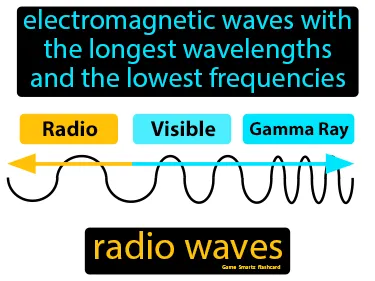 electromagnetic waves with
the longest wavelengths
and the lowest frequencies
Radio Visible Gamma Ray
radio waves
Game Smartz flashcard